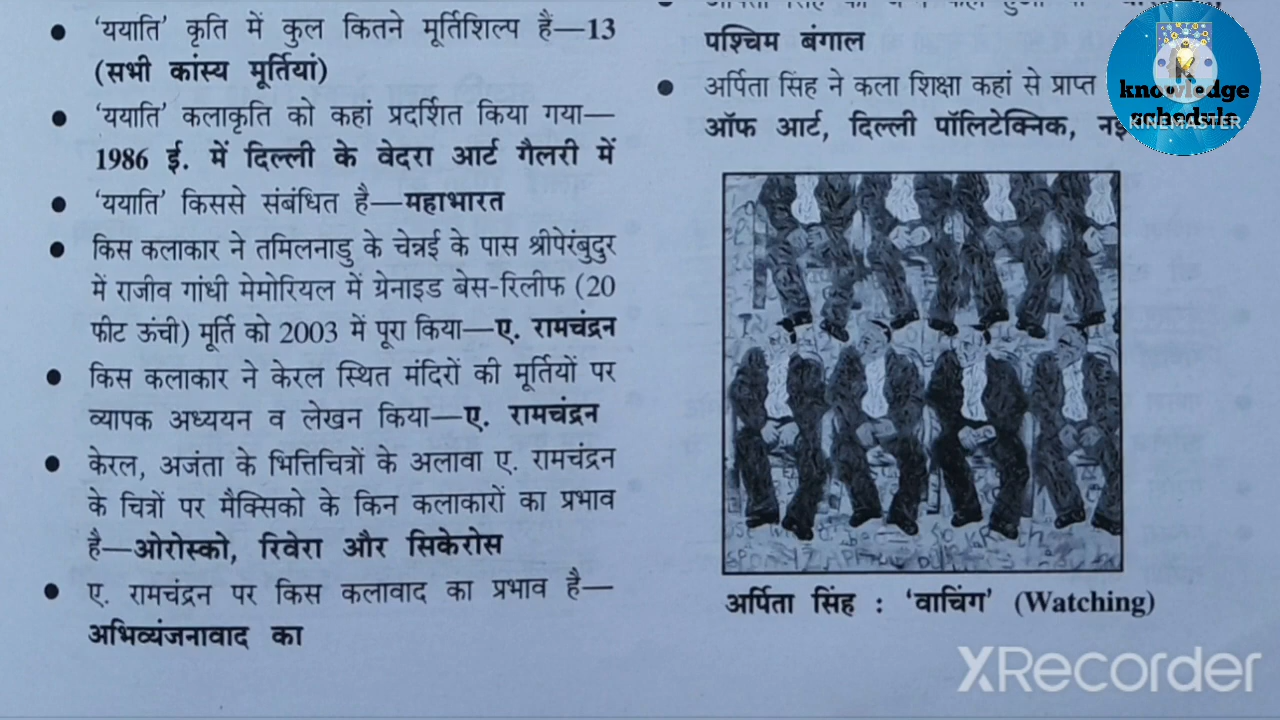 'ययाति' कृति में कुल कितने मूर्तिशिल्प हैं—13
(सभी कांस्य मूर्तियां)
'ययाति' कलाकृति को कहां प्रदर्शित किया गया—
1986 ई. में दिल्ली के वेदरा आर्ट गैलरी में
'ययाति' किससे संबंधित है—महाभारत
किस कलाकार ने तमिलनाडु के चेन्नई के पास श्रीपेरंबुदुर
में राजीव गांधी मेमोरियल में ग्रेनाइड बेस-रिलीफ (20
फीट ऊंची) मूर्ति को 2003 में पूरा किया—ए. रामचंद्रन
किस कलाकार ने केरल स्थित मंदिरों की मूर्तियों पर
व्यापक अध्ययन व लेखन किया—ए. रामचंद्रन
केरल, अजंता के भित्तिचित्रों के अलावा ए. रामचंद्रन
के चित्रों पर मैक्सिको के किन कलाकारों का प्रभाव
है—ओरोस्को, रिवेरा और सिकेरोस
ए. रामचंद्रन पर किस कलावाद का प्रभाव है—
अभिव्यंजनावाद का
पश्चिम बंगाल
अर्पिता सिंह ने कला शिक्षा कहां से प्राप्त
ऑफ आर्ट, दिल्ली पॉलिटेक्निक,
अर्पिता सिंह : 'वाचिंग' (Watching)
knowledge
schedule
KINEMASTER
XRecorder